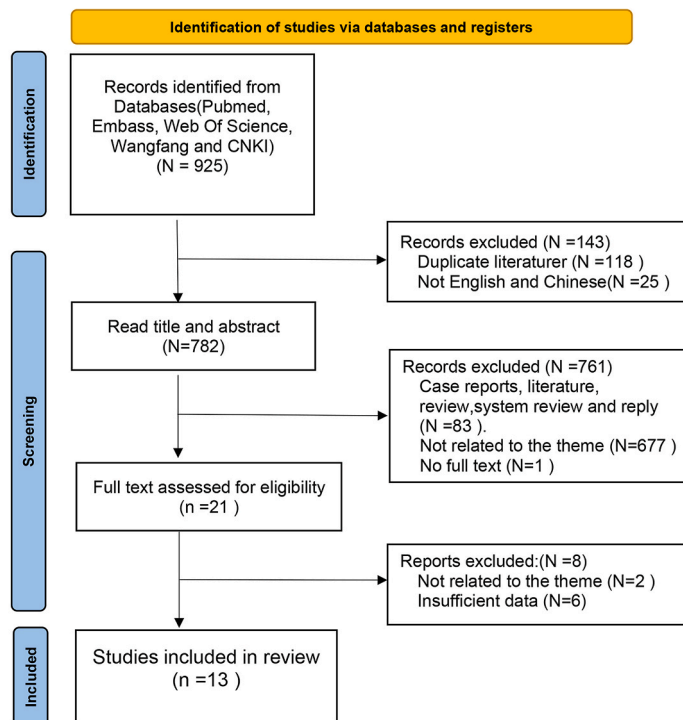 Identification of studies via databases and registers
Identification
Records identified from
Databases(Pubmed,
Embass, Web Of Science,
Wangfang and CNKI)
(N = 925)
Records excluded (N =143)
Duplicate literaturer (N =118 )
Not English and Chinese(N =25 )
Screening
Read title and abstract
(N=782)
Records excluded (N =761)
Case reports, literature,
review,system review and reply
(N =83 ).
Not related to the theme (N=677 )
No full text (N=1 )
Full text assessed for eligibility
(n =21 )
Reports excluded:(N =8)
Not related to the theme (N=2 )
Insufficient data (N=6)
Included
Studies included in review
(n =13 )